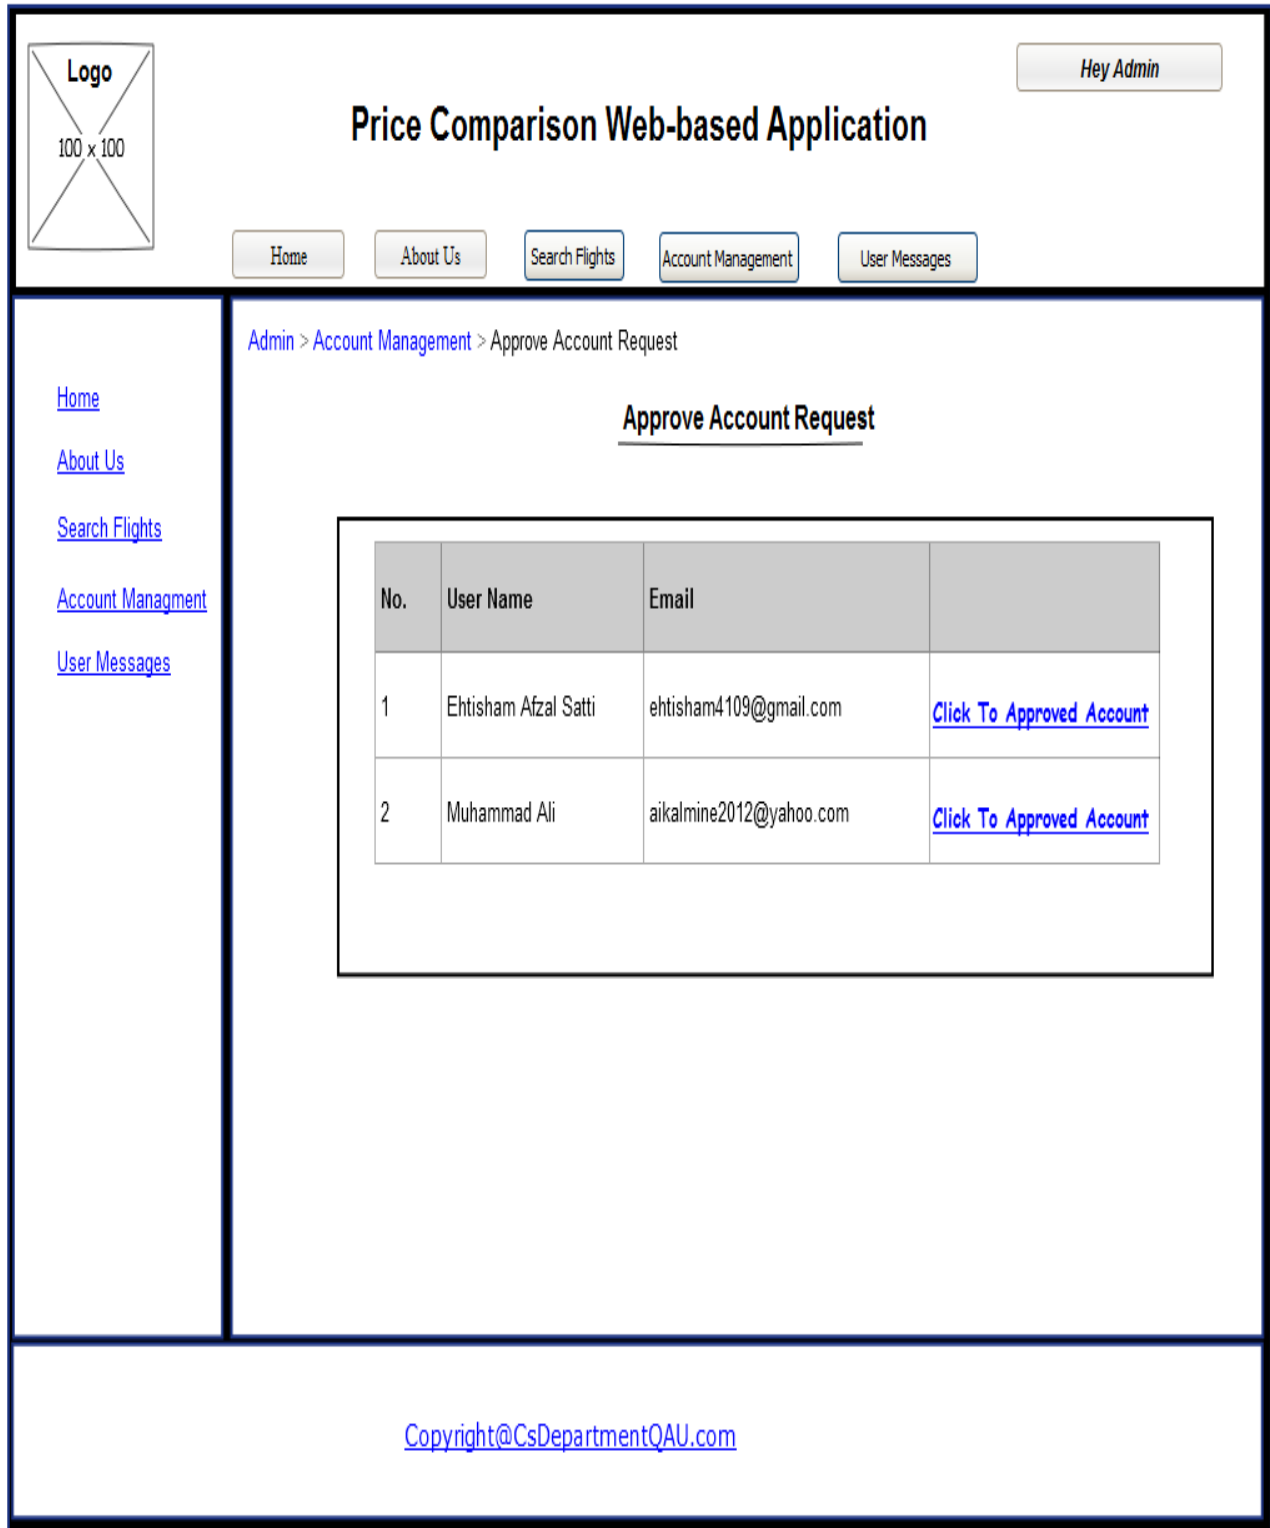 Logo
100 x 100
Hey Admin
Price Comparison Web-based Application
Home About Us Search Flights Account Management User Messages
Home
About Us
Search Flights
Account Managment
User Messages
Admin > Account Management > Approve Account Request
Approve Account Request
No. User Name Email
1 Ehtisham Afzal Satti ehtisham4109@gmail.com Click To Approved Account
2 Muhammad Ali aikalmine2012@yahoo.com Click To Approved Account
Copyright@CsDepartmentQAU.com